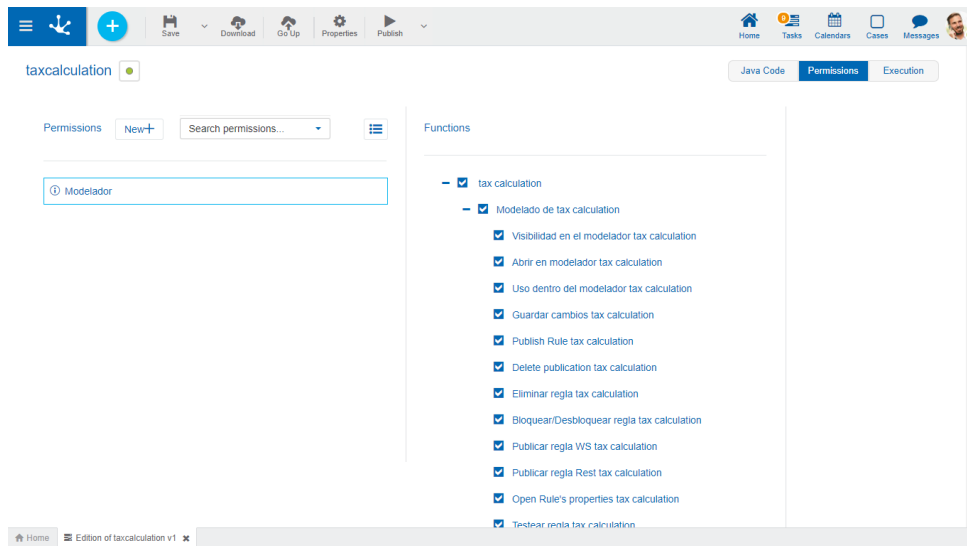 Save
Download
Go Up
Properties
Publish
Home
9
Tasks
Calendars
Cases
Messages
taxcalculation
Java Code
Permissions
Execution
Permissions
New
Search permissions...
Functions
Modelador
tax calculation
Modelado de tax calculation
Visibilidad en el modelador tax calculation
Abrir en modelador tax calculation
Uso dentro del modelador tax calculation
Guardar cambios tax calculation
Publish Rule tax calculation
Delete publication tax calculation
Eliminar regla tax calculation
Bloquear/Desbloquear regla tax calculation
Publicar regla WS tax calculation
Publicar regla Rest tax calculation
Open Rule's properties tax calculation
Testear regla tax calculation
Home
Edition of taxcalculation v1